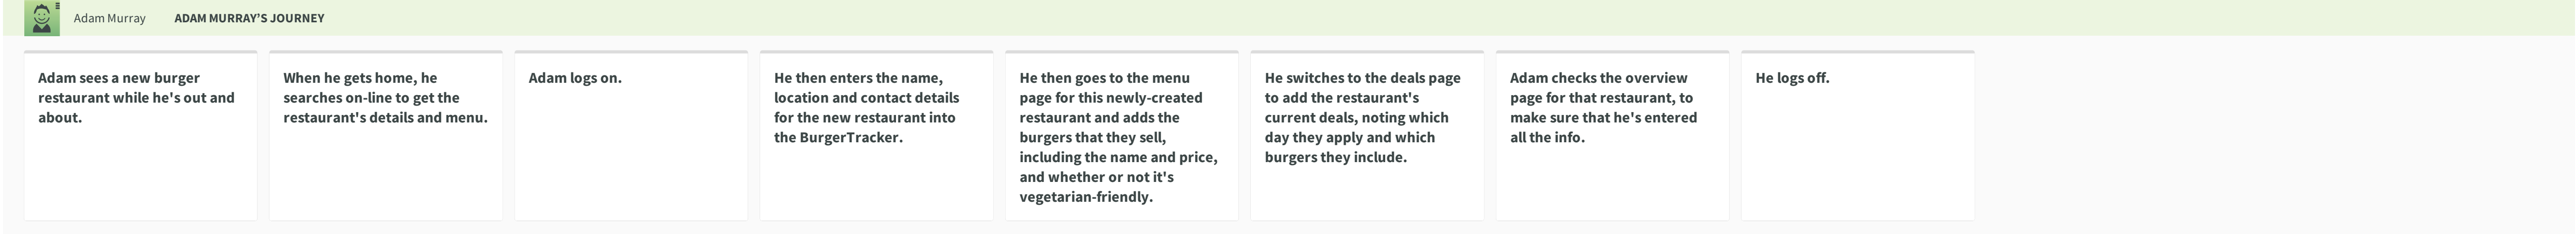 Adam Murray
ADAM MURRAY’S JOURNEY
Adam sees a new burger
restaurant while he's out and
about.
When he gets home, he
searches on-line to get the
restaurant's details and menu.
Adam logs on.
He then enters the name,
location and contact details
for the new restaurant into
the BurgerTracker.
He then goes to the menu
page for this newly-created
restaurant and adds the
burgers that they sell,
including the name and price,
and whether or not it's
vegetarian-friendly.
He switches to the deals page
to add the restaurant's
current deals, noting which
day they apply and which
burgers they include.
Adam checks the overview
page for that restaurant, to
make sure that he's entered
all the info.
He logs off.